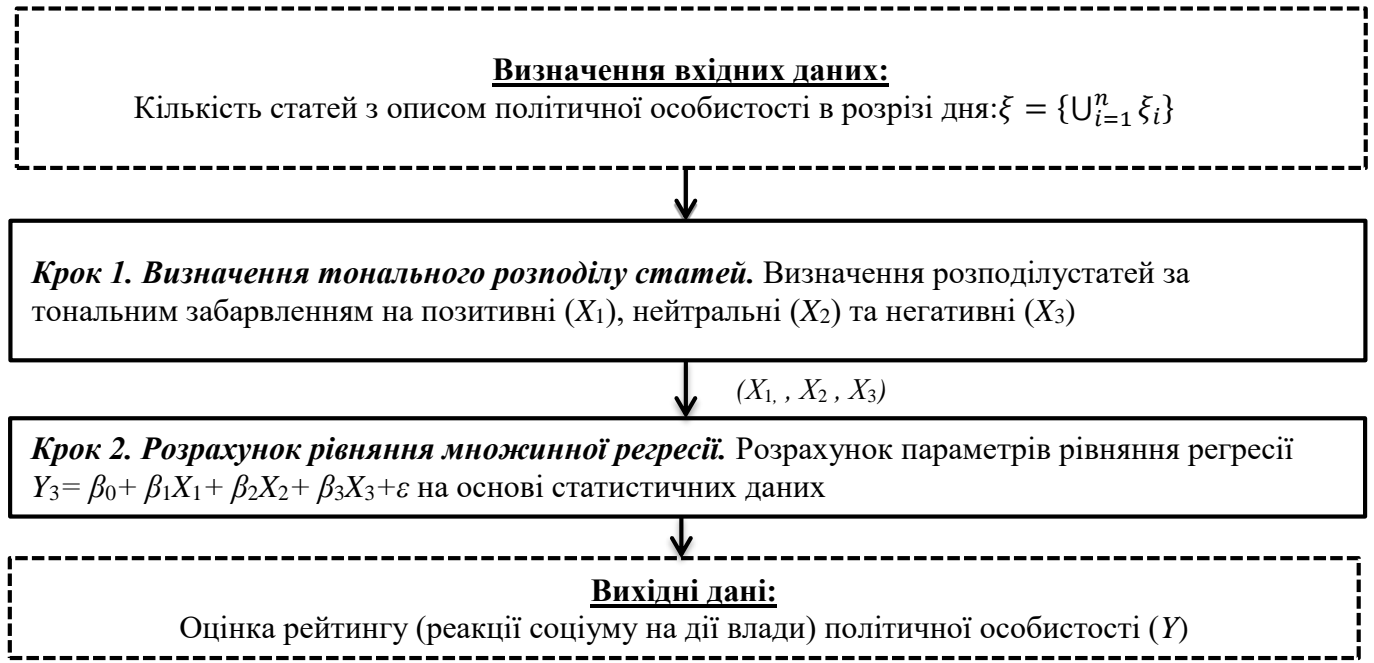 Визначення вхідних даних:
Кількість статей з описом політичної особистості в розрізі дня:ξ = {⋃ⁿᵢ₌₁ ξᵢ}
Крок 1. Визначення тонального розподілу статей. Визначення розподілустатей за
тональним забарвленням на позитивні (X₁), нейтральні (X₂) та негативні (X₃)
(X₁, , X₂ , X₃)
Крок 2. Розрахунок рівняння множинної регресії. Розрахунок параметрів рівняння регресії
Y₃= β₀+ β₁X₁+ β₂X₂+ β₃X₃+ε на основі статистичних даних
Вихідні дані:
Оцінка рейтингу (реакції соціуму на дії влади) політичної особистості (Y)